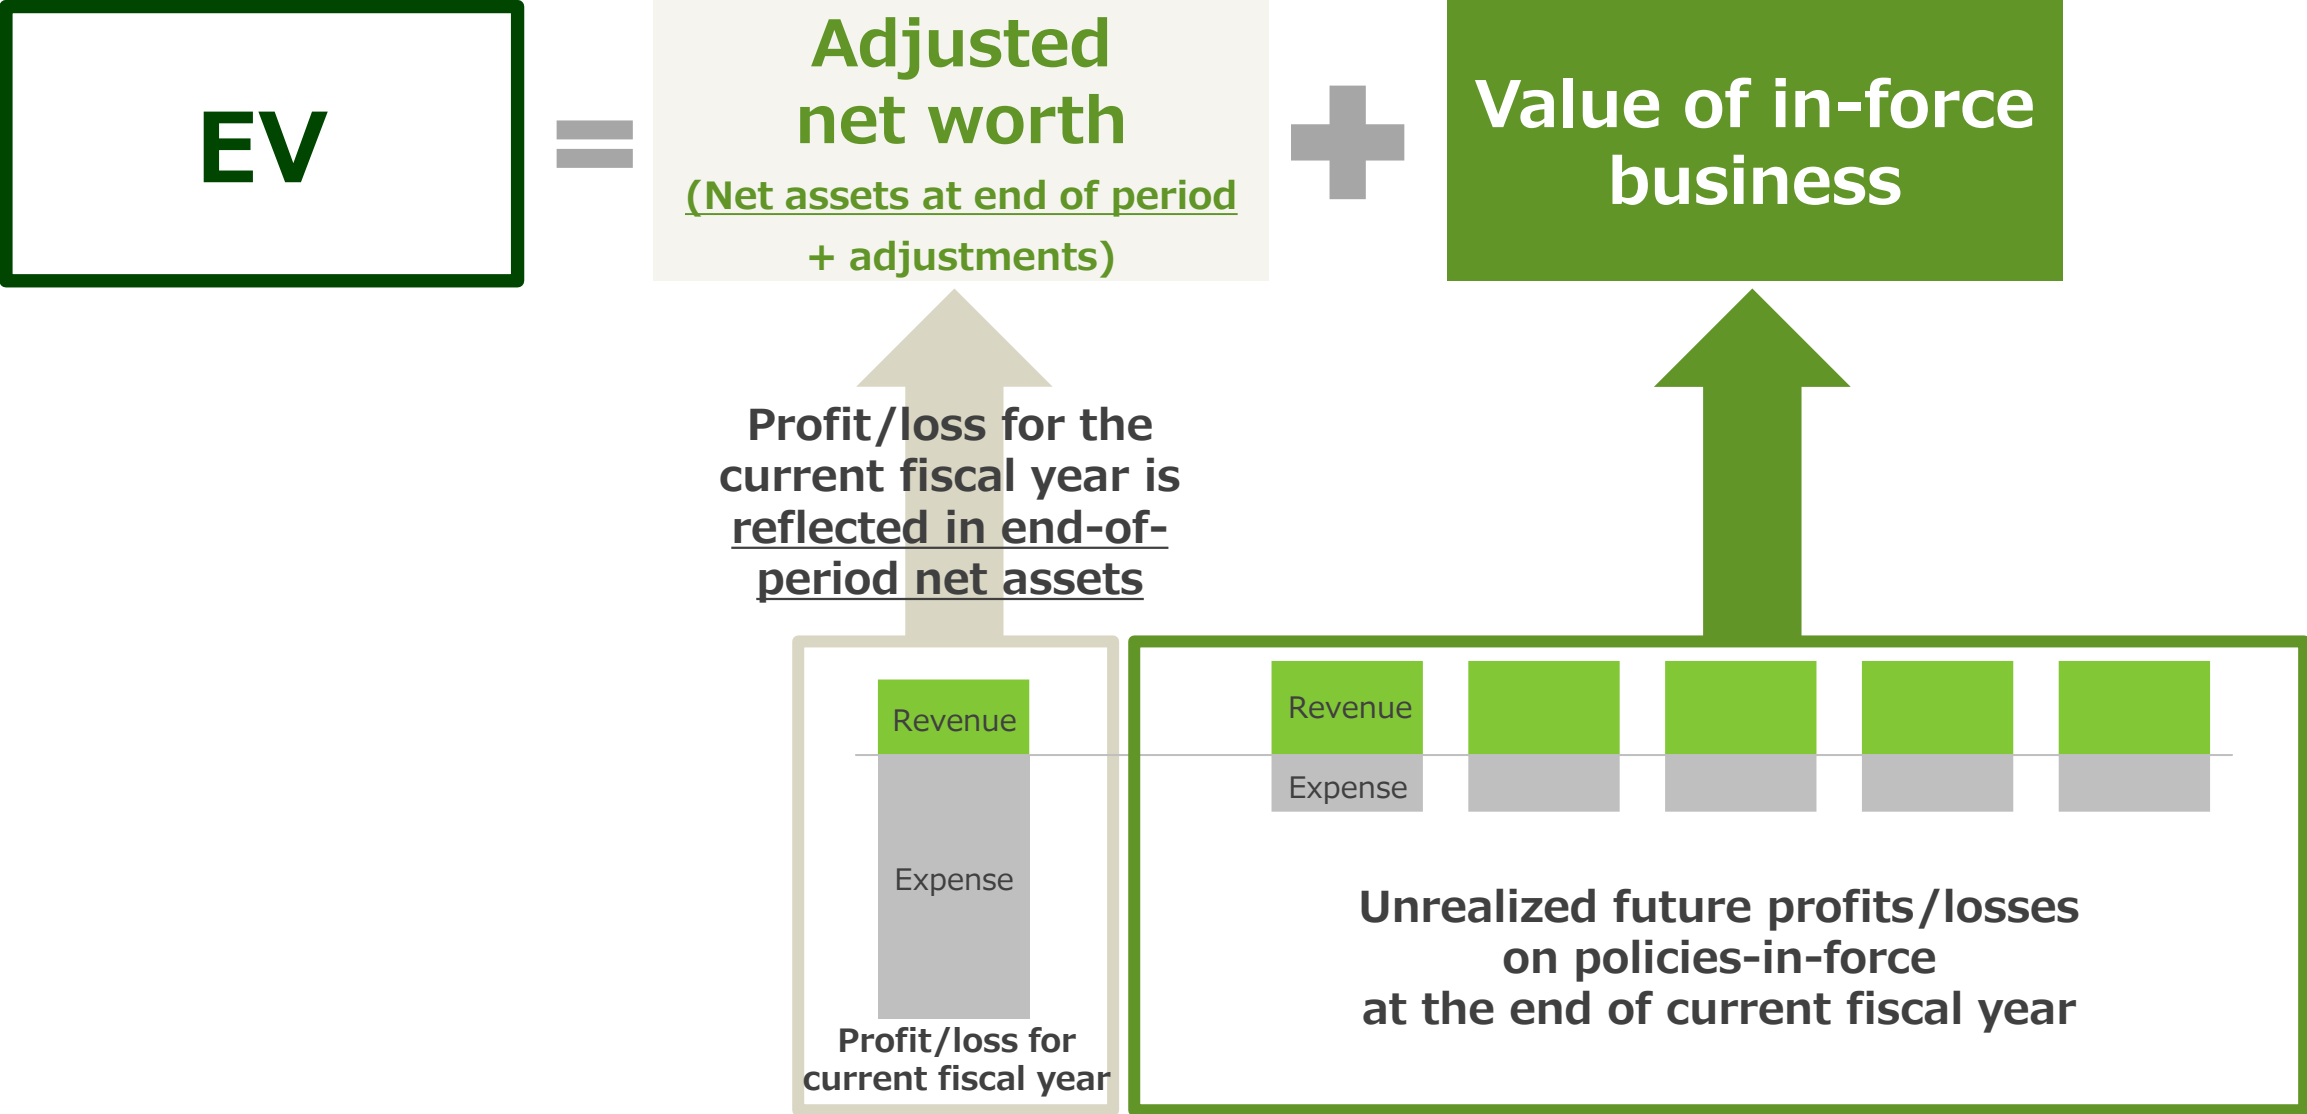 EV
=
Adjusted
net worth
(Net assets at end of period
+ adjustments)
+
Value of in-force
business
Profit/loss for the
current fiscal year is
reflected in end-of-
period net assets
Revenue
Expense
Profit/loss for
current fiscal year
Revenue
Expense
Unrealized future profits/losses
on policies-in-force
at the end of current fiscal year